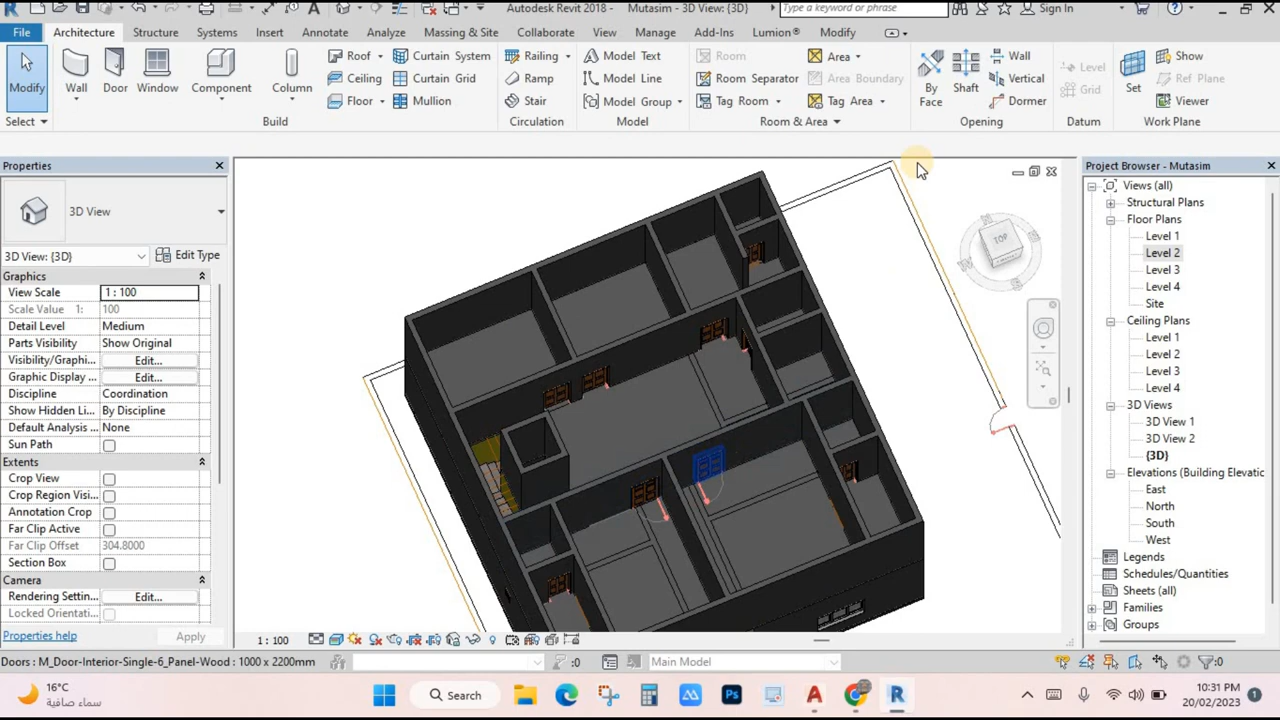 Autodesk Revit 2018 - Mutasim - 3D View: {3D}
Type a keyword or phrase
Sign In
File Architecture Structure Systems Insert Annotate Analyze Massing & Site Collaborate View Manage Add-Ins Lumion® Modify
Modify
Wall
Door
Window
Component
Column
Roof
Ceiling
Floor
Curtain System
Curtain Grid
Mullion
Railing
Ramp
Stair
Model Text
Model Line
Model Group
Room
Room Separator
Tag Room
Area
Area Boundary
Tag Area
By
Face
Shaft
Wall
Vertical
Dormer
Level
Grid
Set
Show
Ref Plane
Viewer
Select
Build
Circulation
Model
Room & Area
Opening
Datum
Work Plane
Properties
3D View
3D View: {3D}
Edit Type
Graphics
View Scale 1 : 100
Scale Value 1: 100
Detail Level Medium
Parts Visibility Show Original
Visibility/Graphi... Edit...
Graphic Display ... Edit...
Discipline Coordination
Show Hidden Li... By Discipline
Default Analysis ... None
Sun Path
Extents
Crop View
Crop Region Visi...
Annotation Crop
Far Clip Active
Far Clip Offset 304.8000
Section Box
Camera
Rendering Settin... Edit...
Locked Orientati...
Properties help
Apply
TOP
1 : 100
Project Browser - Mutasim
Views (all)
Structural Plans
Floor Plans
Level 1
Level 2
Level 3
Level 4
Site
Ceiling Plans
Level 1
Level 2
Level 3
Level 4
3D Views
3D View 1
3D View 2
{3D}
Elevations (Building Elevatio
East
North
South
West
Legends
Schedules/Quantities
Sheets (all)
Families
Groups
Doors : M_Door-Interior-Single-6_Panel-Wood : 1000 x 2200mm
:0
Main Model
:0
16°C
سماء صافية
Search
10:31 PM
20/02/2023